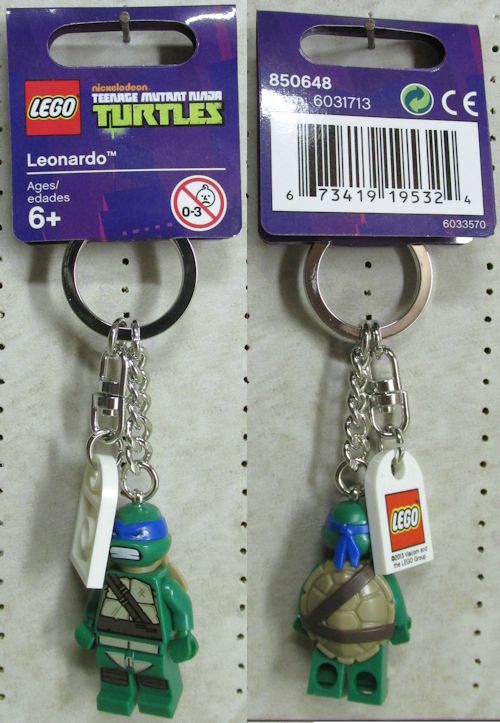 LEGO
nickelodeon
TEENAGE MUTANT NINJA
TURTLES
Leonardo™
Ages/
edades
6+
0-3
850648
6031713
CE
6 73419 19532 4
6033570
LEGO
©2013 Viacom and
the LEGO Group